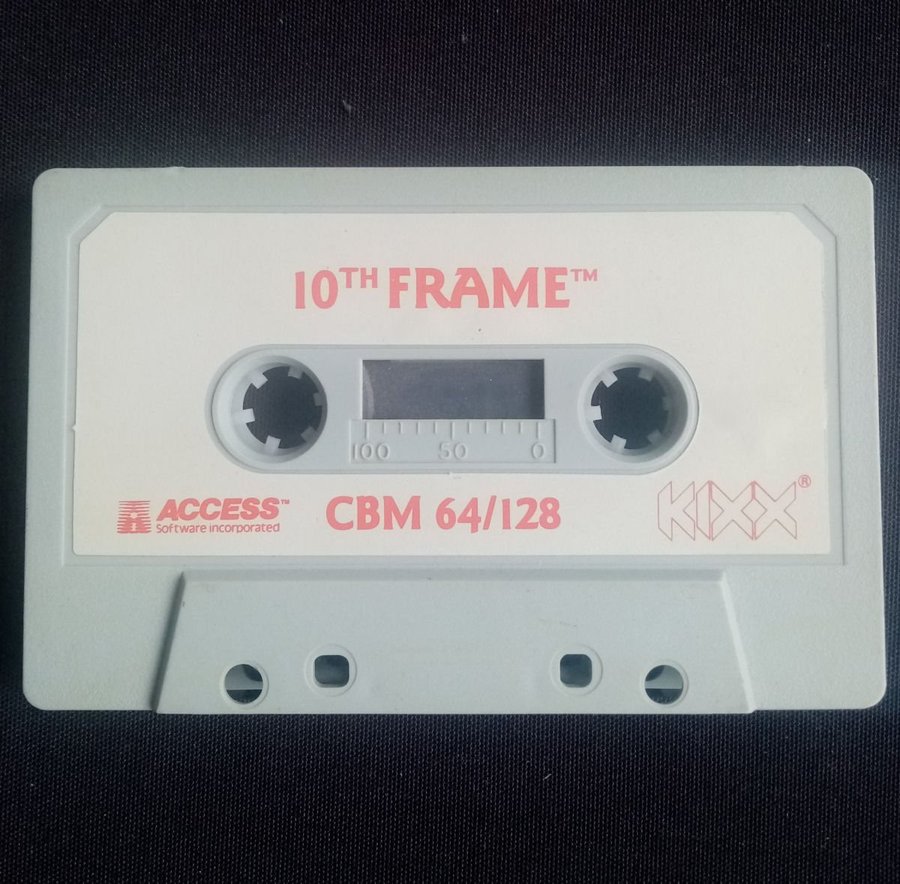 10TH FRAME™
100 50 0
ACCESS™
Software incorporated
CBM 64/128
KIXX®